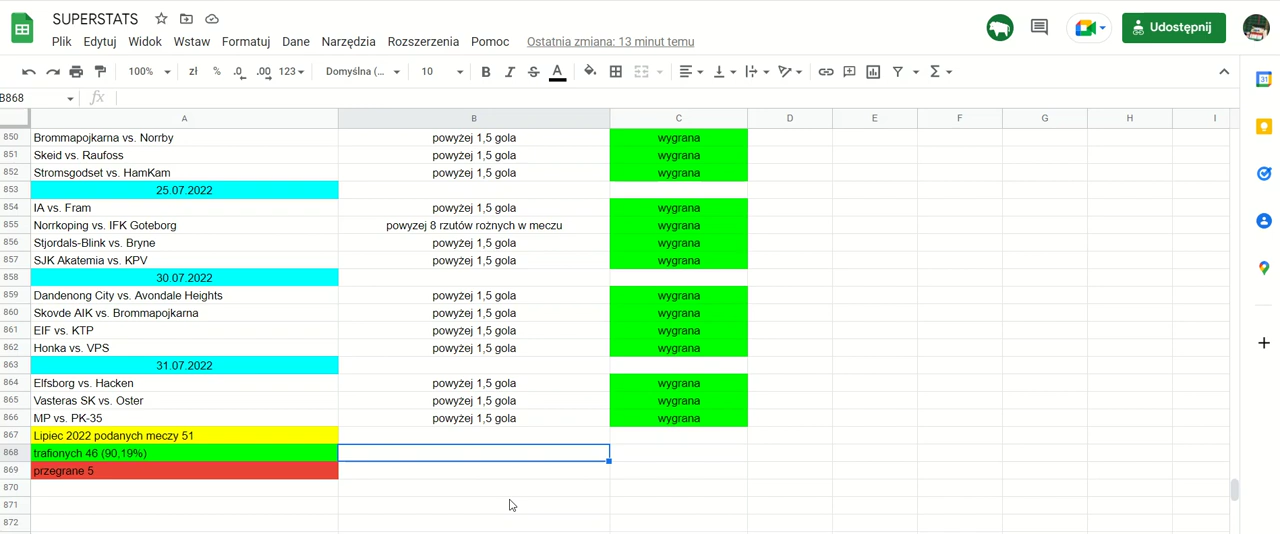 SUPERSTATS
Plik Edytuj Widok Wstaw Formatuj Dane Narzędzia Rozszerzenia Pomoc Ostatnia zmiana: 13 minut temu
Udostępnij
100% zł % .0 .00 123 Domyślna (... 10 B I S A Σ
B868 fx
A B C D E F G H I
850 Brommapojkarna vs. Norrby powyżej 1,5 gola wygrana
851 Skeid vs. Raufoss powyżej 1,5 gola wygrana
852 Stromsgodset vs. HamKam powyżej 1,5 gola wygrana
853 25.07.2022
854 IA vs. Fram powyżej 1,5 gola wygrana
855 Norrkoping vs. IFK Goteborg powyzej 8 rzutów rożnych w meczu wygrana
856 Stjordals-Blink vs. Bryne powyżej 1,5 gola wygrana
857 SJK Akatemia vs. KPV powyżej 1,5 gola wygrana
858 30.07.2022
859 Dandenong City vs. Avondale Heights powyżej 1,5 gola wygrana
860 Skovde AIK vs. Brommapojkarna powyżej 1,5 gola wygrana
861 EIF vs. KTP powyżej 1,5 gola wygrana
862 Honka vs. VPS powyżej 1,5 gola wygrana
863 31.07.2022
864 Elfsborg vs. Hacken powyżej 1,5 gola wygrana
865 Vasteras SK vs. Oster powyżej 1,5 gola wygrana
866 MP vs. PK-35 powyżej 1,5 gola wygrana
867 Lipiec 2022 podanych meczy 51
868 trafionych 46 (90,19%)
869 przegrane 5
870
871
872
31